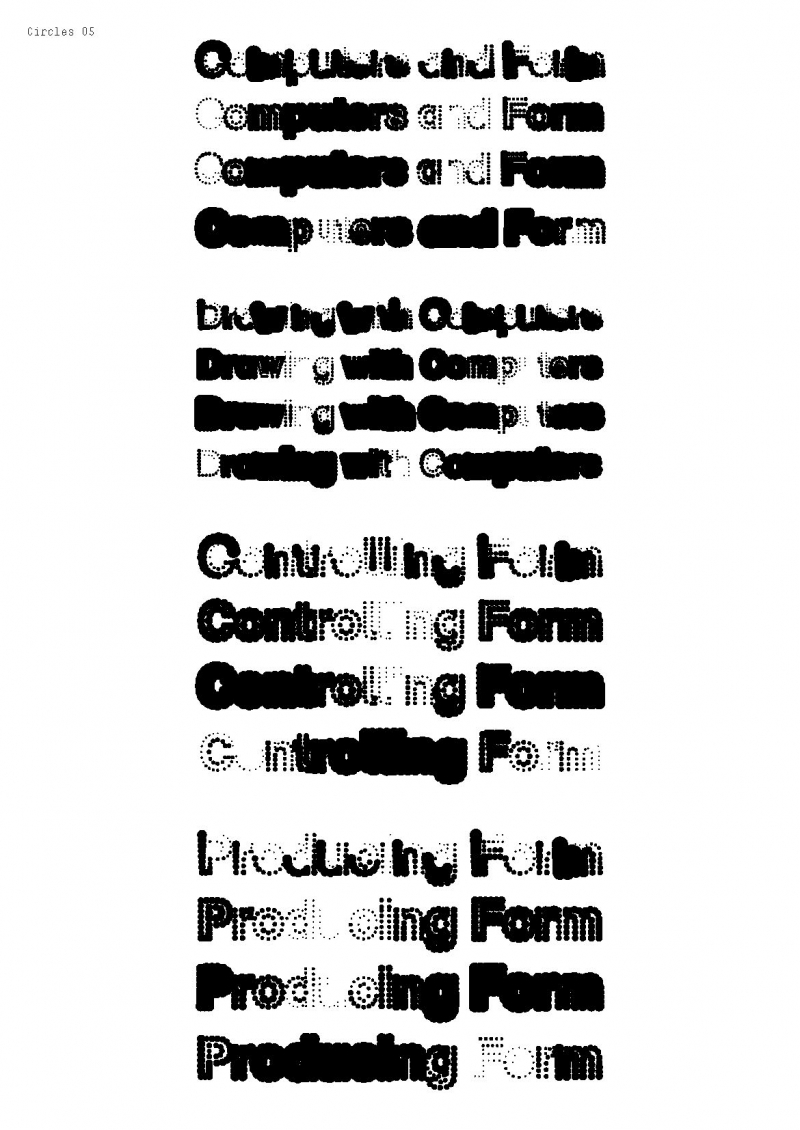 Circles 05
Computers and Form
Computers and Form
Computers and Form
Computers and Form
Drawing with Computers
Drawing with Computers
Drawing with Computers
Drawing with Computers
Controlling Form
Controlling Form
Controlling Form
Controlling Form
Producing Form
Producing Form
Producing Form
Producing Form